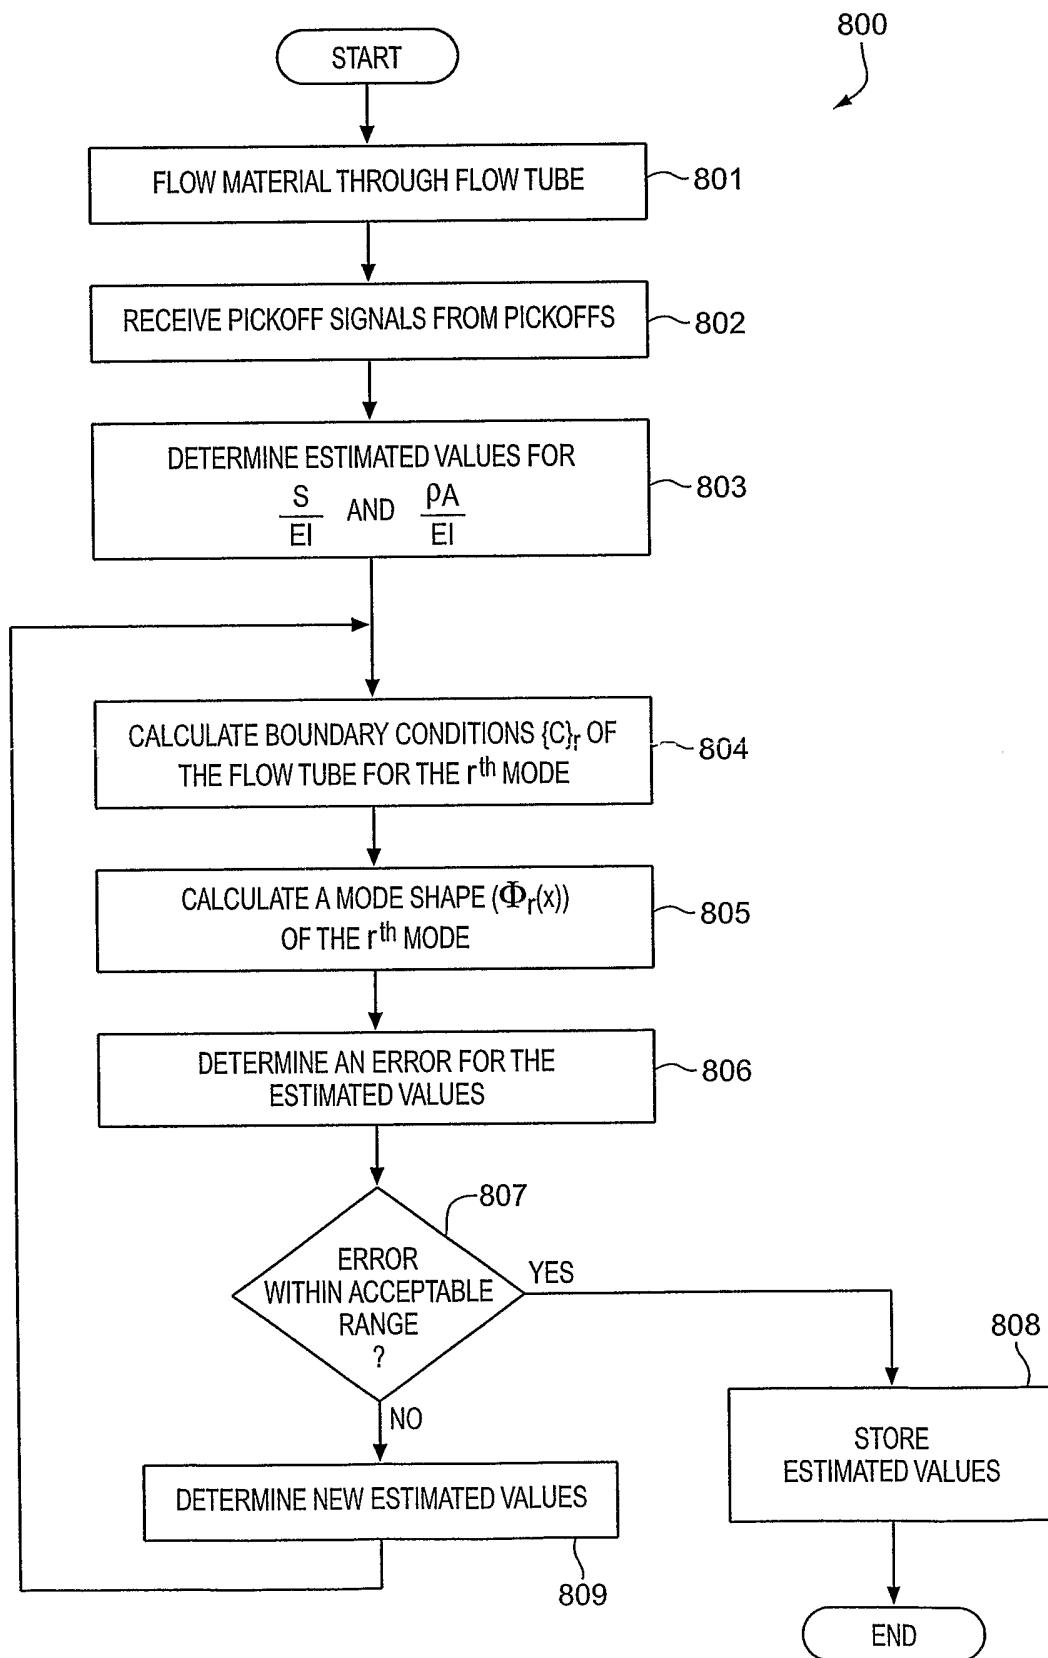 800
START
FLOW MATERIAL THROUGH FLOW TUBE
801
RECEIVE PICKOFF SIGNALS FROM PICKOFFS
802
DETERMINE ESTIMATED VALUES FOR
S/EI AND ρA/EI
803
CALCULATE BOUNDARY CONDITIONS {C}r OF
THE FLOW TUBE FOR THE rth MODE
804
CALCULATE A MODE SHAPE (Φr(x))
OF THE rth MODE
805
DETERMINE AN ERROR FOR THE
ESTIMATED VALUES
806
807
ERROR
WITHIN ACCEPTABLE
RANGE
?
YES
NO
808
STORE
ESTIMATED VALUES
DETERMINE NEW ESTIMATED VALUES
809
END